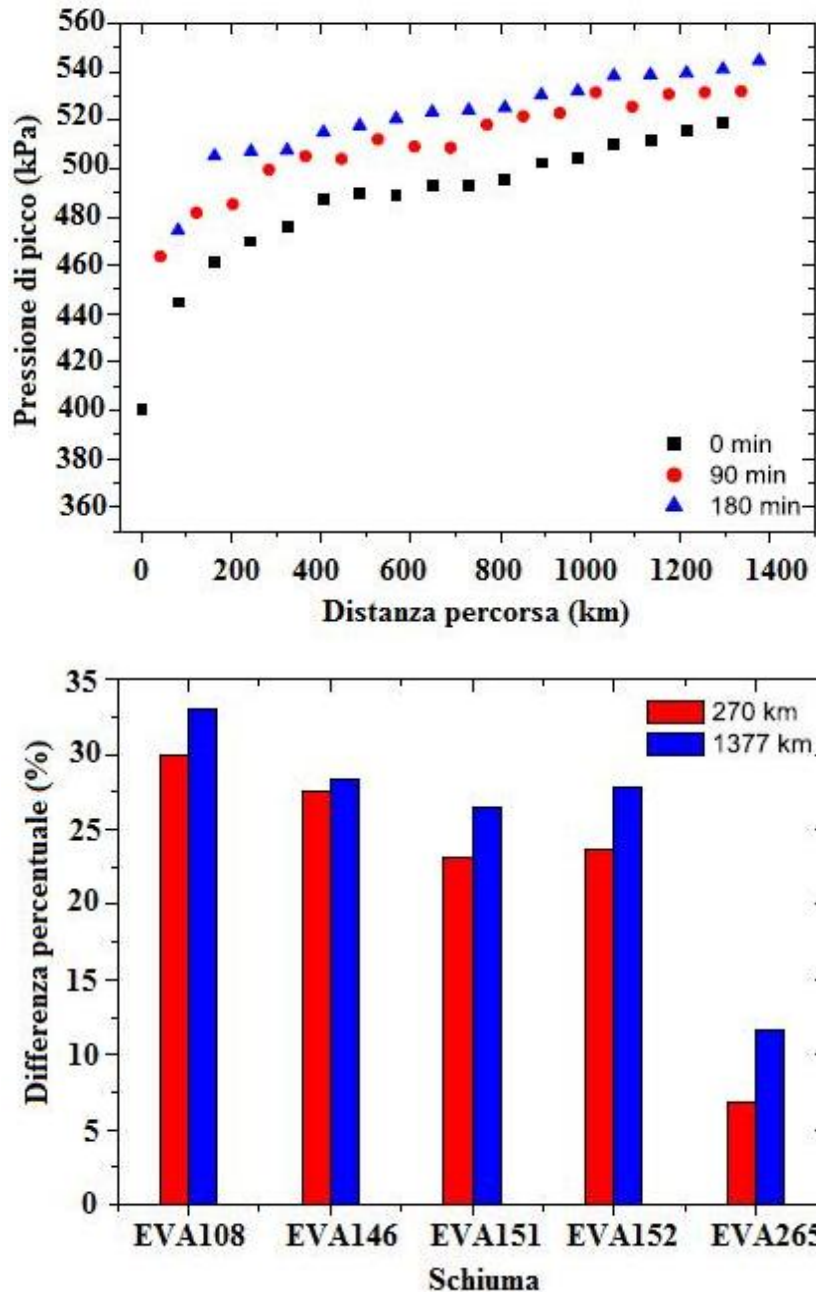 560
540
520
500
480
460
440
420
400
380
360
Pressione di picco (kPa)
0 min
90 min
180 min
0 200 400 600 800 1000 1200 1400
Distanza percorsa (km)
35
30
25
20
15
10
5
0
Differenza percentuale (%)
270 km
1377 km
EVA108 EVA146 EVA151 EVA152 EVA265
Schiuma